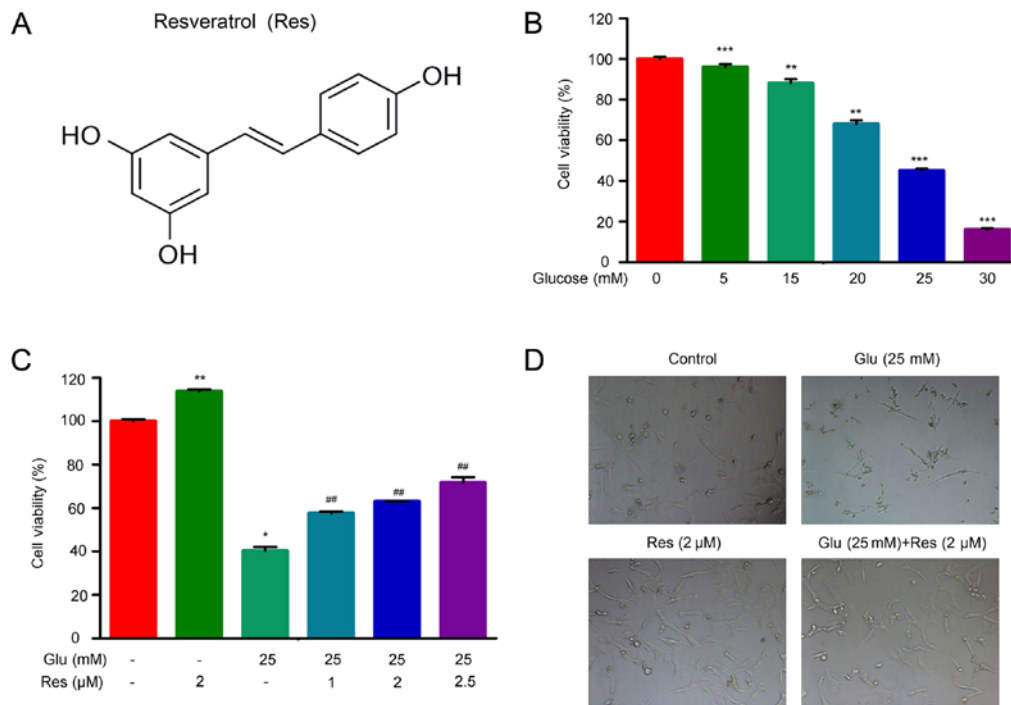 A
Resveratrol (Res)
OH
HO
OH
B
Cell viability (%)
120
100
80
60
40
20
0
***
**
**
***
***
Glucose (mM) 0 5 15 20 25 30
C
Cell viability (%)
120
100
80
60
40
20
0
**
*
##
##
##
Glu (mM) - - 25 25 25 25
Res (µM) - 2 - 1 2 2.5
D
Control
Glu (25 mM)
Res (2 µM)
Glu (25 mM)+Res (2 µM)